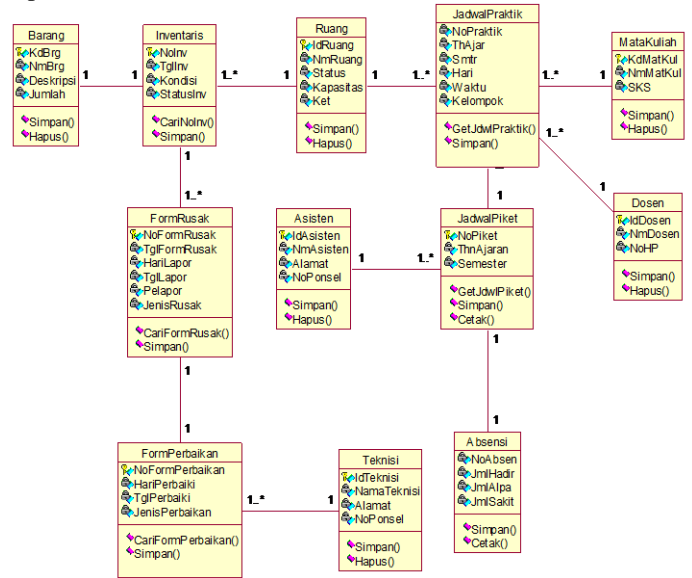 Barang
KdBrg
NmBrg
Deskripsi
Jumlah
Simpan()
Hapus()
1
1
Inventaris
NoInv
TglInv
Kondisi
StatusInv
CariNoInv()
Simpan()
1..*
1
Ruang
IdRuang
NmRuang
Status
Kapasitas
Ket
Simpan()
Hapus()
1
1..*
JadwalPraktik
NoPraktik
ThAjar
Smtr
Hari
Waktu
Kelompok
GetJdwlPraktik()
Simpan()
1..*
1
MataKuliah
KdMatKul
NmMatKul
SKS
Simpan()
Hapus()
1..*
1
Dosen
IdDosen
NmDosen
NoHP
Simpan()
Hapus()
1
1..*
FormRusak
NoFormRusak
TglFormRusak
HariLapor
TglLapor
Pelapor
JenisRusak
CariFormRusak()
Simpan()
Asisten
IdAsisten
NmAsisten
Alamat
NoPonsel
Simpan()
Hapus()
1
1..*
1
JadwalPiket
NoPiket
ThnAjaran
Semester
GetJdwlPiket()
Simpan()
Cetak()
1
1
1
1
FormPerbaikan
NoFormPerbaikan
HariPerbaiki
TglPerbaiki
JenisPerbaikan
CariFormPerbaikan()
Simpan()
1..*
1
Teknisi
IdTeknisi
NamaTeknisi
Alamat
NoPonsel
Simpan()
Hapus()
Absensi
NoAbsen
JmlHadir
JmlAlpa
JmlSakit
Simpan()
Cetak()